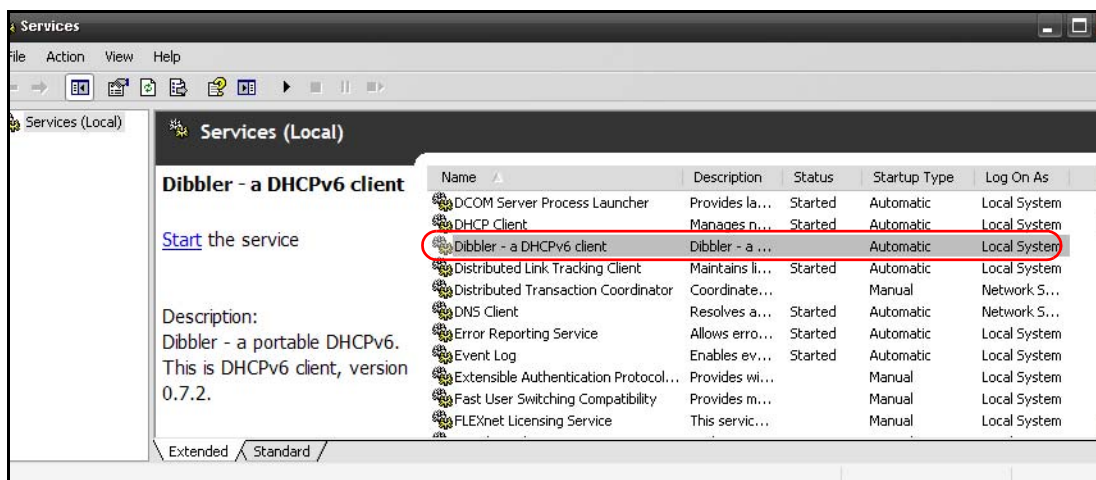 Services
File Action View Help
Services (Local)
Services (Local)
Dibbler - a DHCPv6 client
Start the service
Description:
Dibbler - a portable DHCPv6.
This is DHCPv6 client, version
0.7.2.
Name Description Status Startup Type Log On As
DCOM Server Process Launcher Provides la... Started Automatic Local System
DHCP Client Manages n... Started Automatic Local System
Dibbler - a DHCPv6 client Dibbler - a ... Automatic Local System
Distributed Link Tracking Client Maintains li... Started Automatic Local System
Distributed Transaction Coordinator Coordinate... Manual Network S...
DNS Client Resolves a... Started Automatic Network S...
Error Reporting Service Allows erro... Started Automatic Local System
Event Log Enables ev... Started Automatic Local System
Extensible Authentication Protocol... Provides wi... Manual Local System
Fast User Switching Compatibility Provides m... Manual Local System
FLEXnet Licensing Service This servic... Manual Local System
Extended Standard